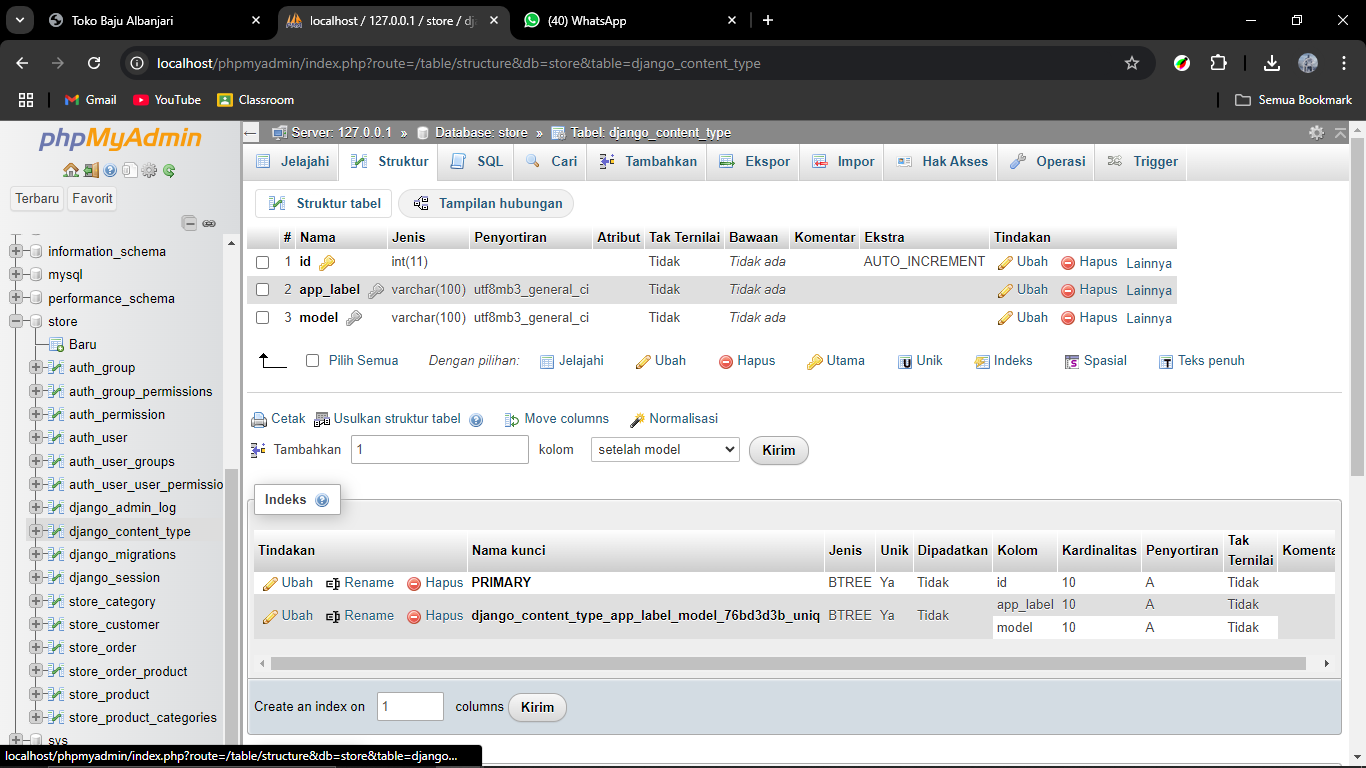 Toko Baju Albanjari
localhost / 127.0.0.1 / store / dj
(40) WhatsApp
localhost/phpmyadmin/index.php?route=/table/structure&db=store&table=django_content_type
Gmail YouTube Classroom Semua Bookmark
phpMyAdmin
Terbaru Favorit
information_schema
mysql
performance_schema
store
Baru
auth_group
auth_group_permissions
auth_permission
auth_user
auth_user_groups
auth_user_user_permissio
django_admin_log
django_content_type
django_migrations
django_session
store_category
store_customer
store_order
store_order_product
store_product
store_product_categories
sys
localhost/phpmyadmin/index.php?route=/table/structure&db=store&table=django...
Server: 127.0.0.1 » Database: store » Tabel: django_content_type
Jelajahi Struktur SQL Cari Tambahkan Ekspor Impor Hak Akses Operasi Trigger
Struktur tabel Tampilan hubungan
# Nama Jenis Penyortiran Atribut Tak Ternilai Bawaan Komentar Ekstra Tindakan
1 id int(11) Tidak Tidak ada AUTO_INCREMENT Ubah Hapus Lainnya
2 app_label varchar(100) utf8mb3_general_ci Tidak Tidak ada Ubah Hapus Lainnya
3 model varchar(100) utf8mb3_general_ci Tidak Tidak ada Ubah Hapus Lainnya
Pilih Semua Dengan pilihan: Jelajahi Ubah Hapus Utama Unik Indeks Spasial Teks penuh
Cetak Usulkan struktur tabel Move columns Normalisasi
Tambahkan 1 kolom setelah model Kirim
Indeks
Tindakan Nama kunci Jenis Unik Dipadatkan Kolom Kardinalitas Penyortiran Tak Ternilai Komenta
Ubah Rename Hapus PRIMARY BTREE Ya Tidak id 10 A Tidak
Ubah Rename Hapus django_content_type_app_label_model_76bd3d3b_uniq BTREE Ya Tidak app_label 10 A Tidak
model 10 A Tidak
Create an index on 1 columns Kirim